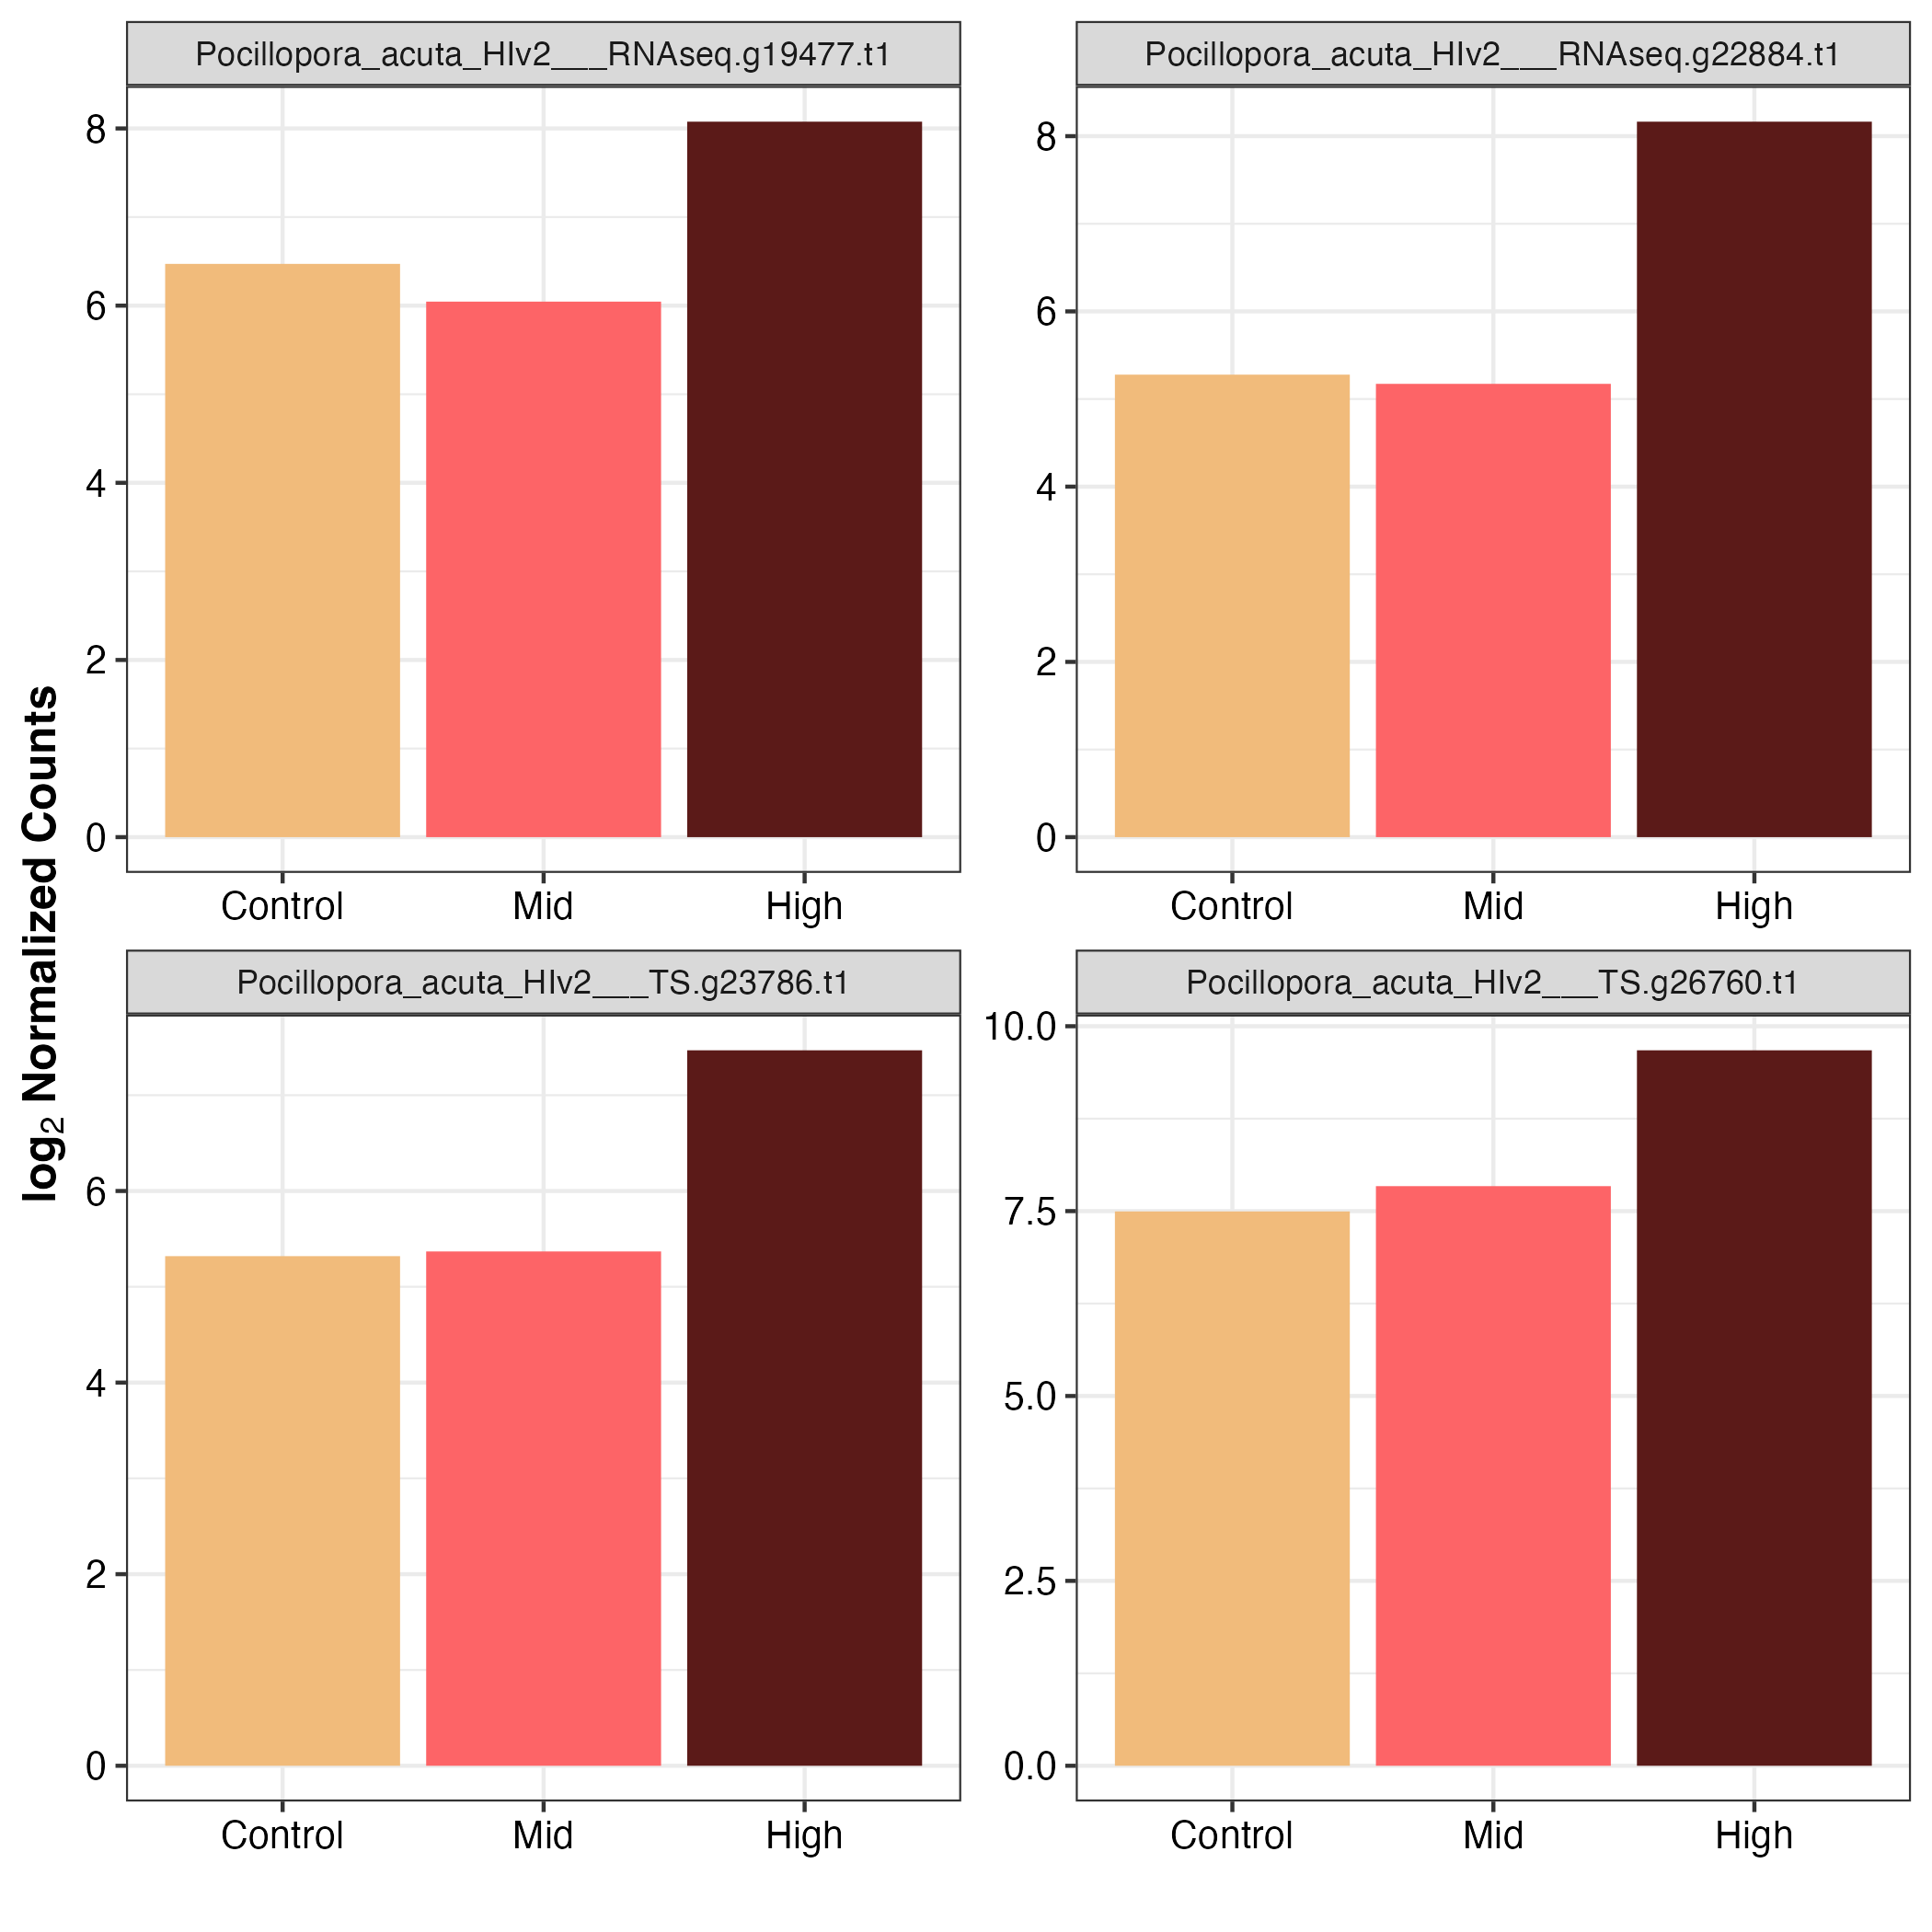 Pocillopora_acuta_HIv2___RNAseq.g19477.t1
Pocillopora_acuta_HIv2___RNAseq.g22884.t1
8
6
4
2
0
8
6
4
2
0
Control Mid High
Control Mid High
log₂ Normalized Counts
Pocillopora_acuta_HIv2___TS.g23786.t1
Pocillopora_acuta_HIv2___TS.g26760.t1
6
4
2
0
10.0
7.5
5.0
2.5
0.0
Control Mid High
Control Mid High